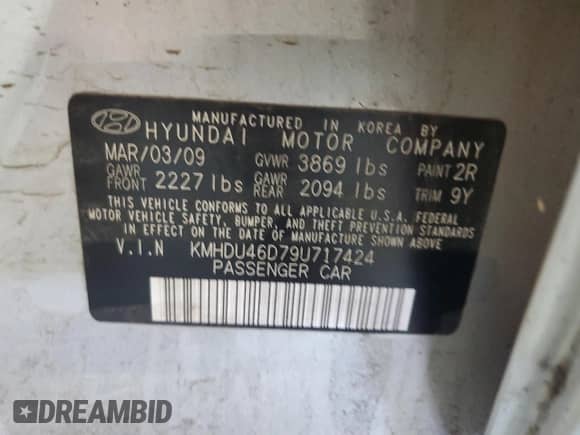 MANUFACTURED IN KOREA BY
HYUNDAI MOTOR COMPANY
MAR/03/09 GVWR 3869 lbs PAINT 2R
GAWR FRONT 2227 lbs GAWR REAR 2094 lbs TRIM 9Y
THIS VEHICLE CONFORMS TO ALL APPLICABLE U.S.A. FEDERAL
MOTOR VEHICLE SAFETY, BUMPER, AND THEFT PREVENTION STANDARDS
IN EFFECT ON THE DATE OF MANUFACTURE SHOWN ABOVE.
V.I.N KMHDU46D79U717424
PASSENGER CAR
DREAMBID